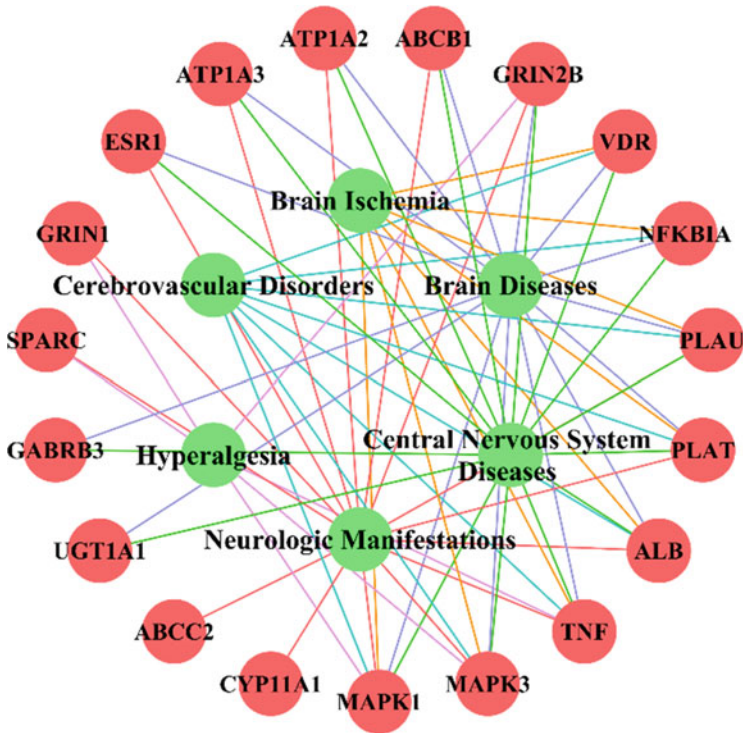 ATP1A2
ABCB1
ATP1A3
GRIN2B
ESR1
VDR
Brain Ischemia
GRIN1
NFKBIA
Cerebrovascular Disorders
Brain Diseases
SPARC
PLAU
GABRB3
Hyperalgesia
Central Nervous System
Diseases
PLAT
UGT1A1
Neurologic Manifestations
ALB
ABCC2
TNF
CYP11A1
MAPK1
MAPK3